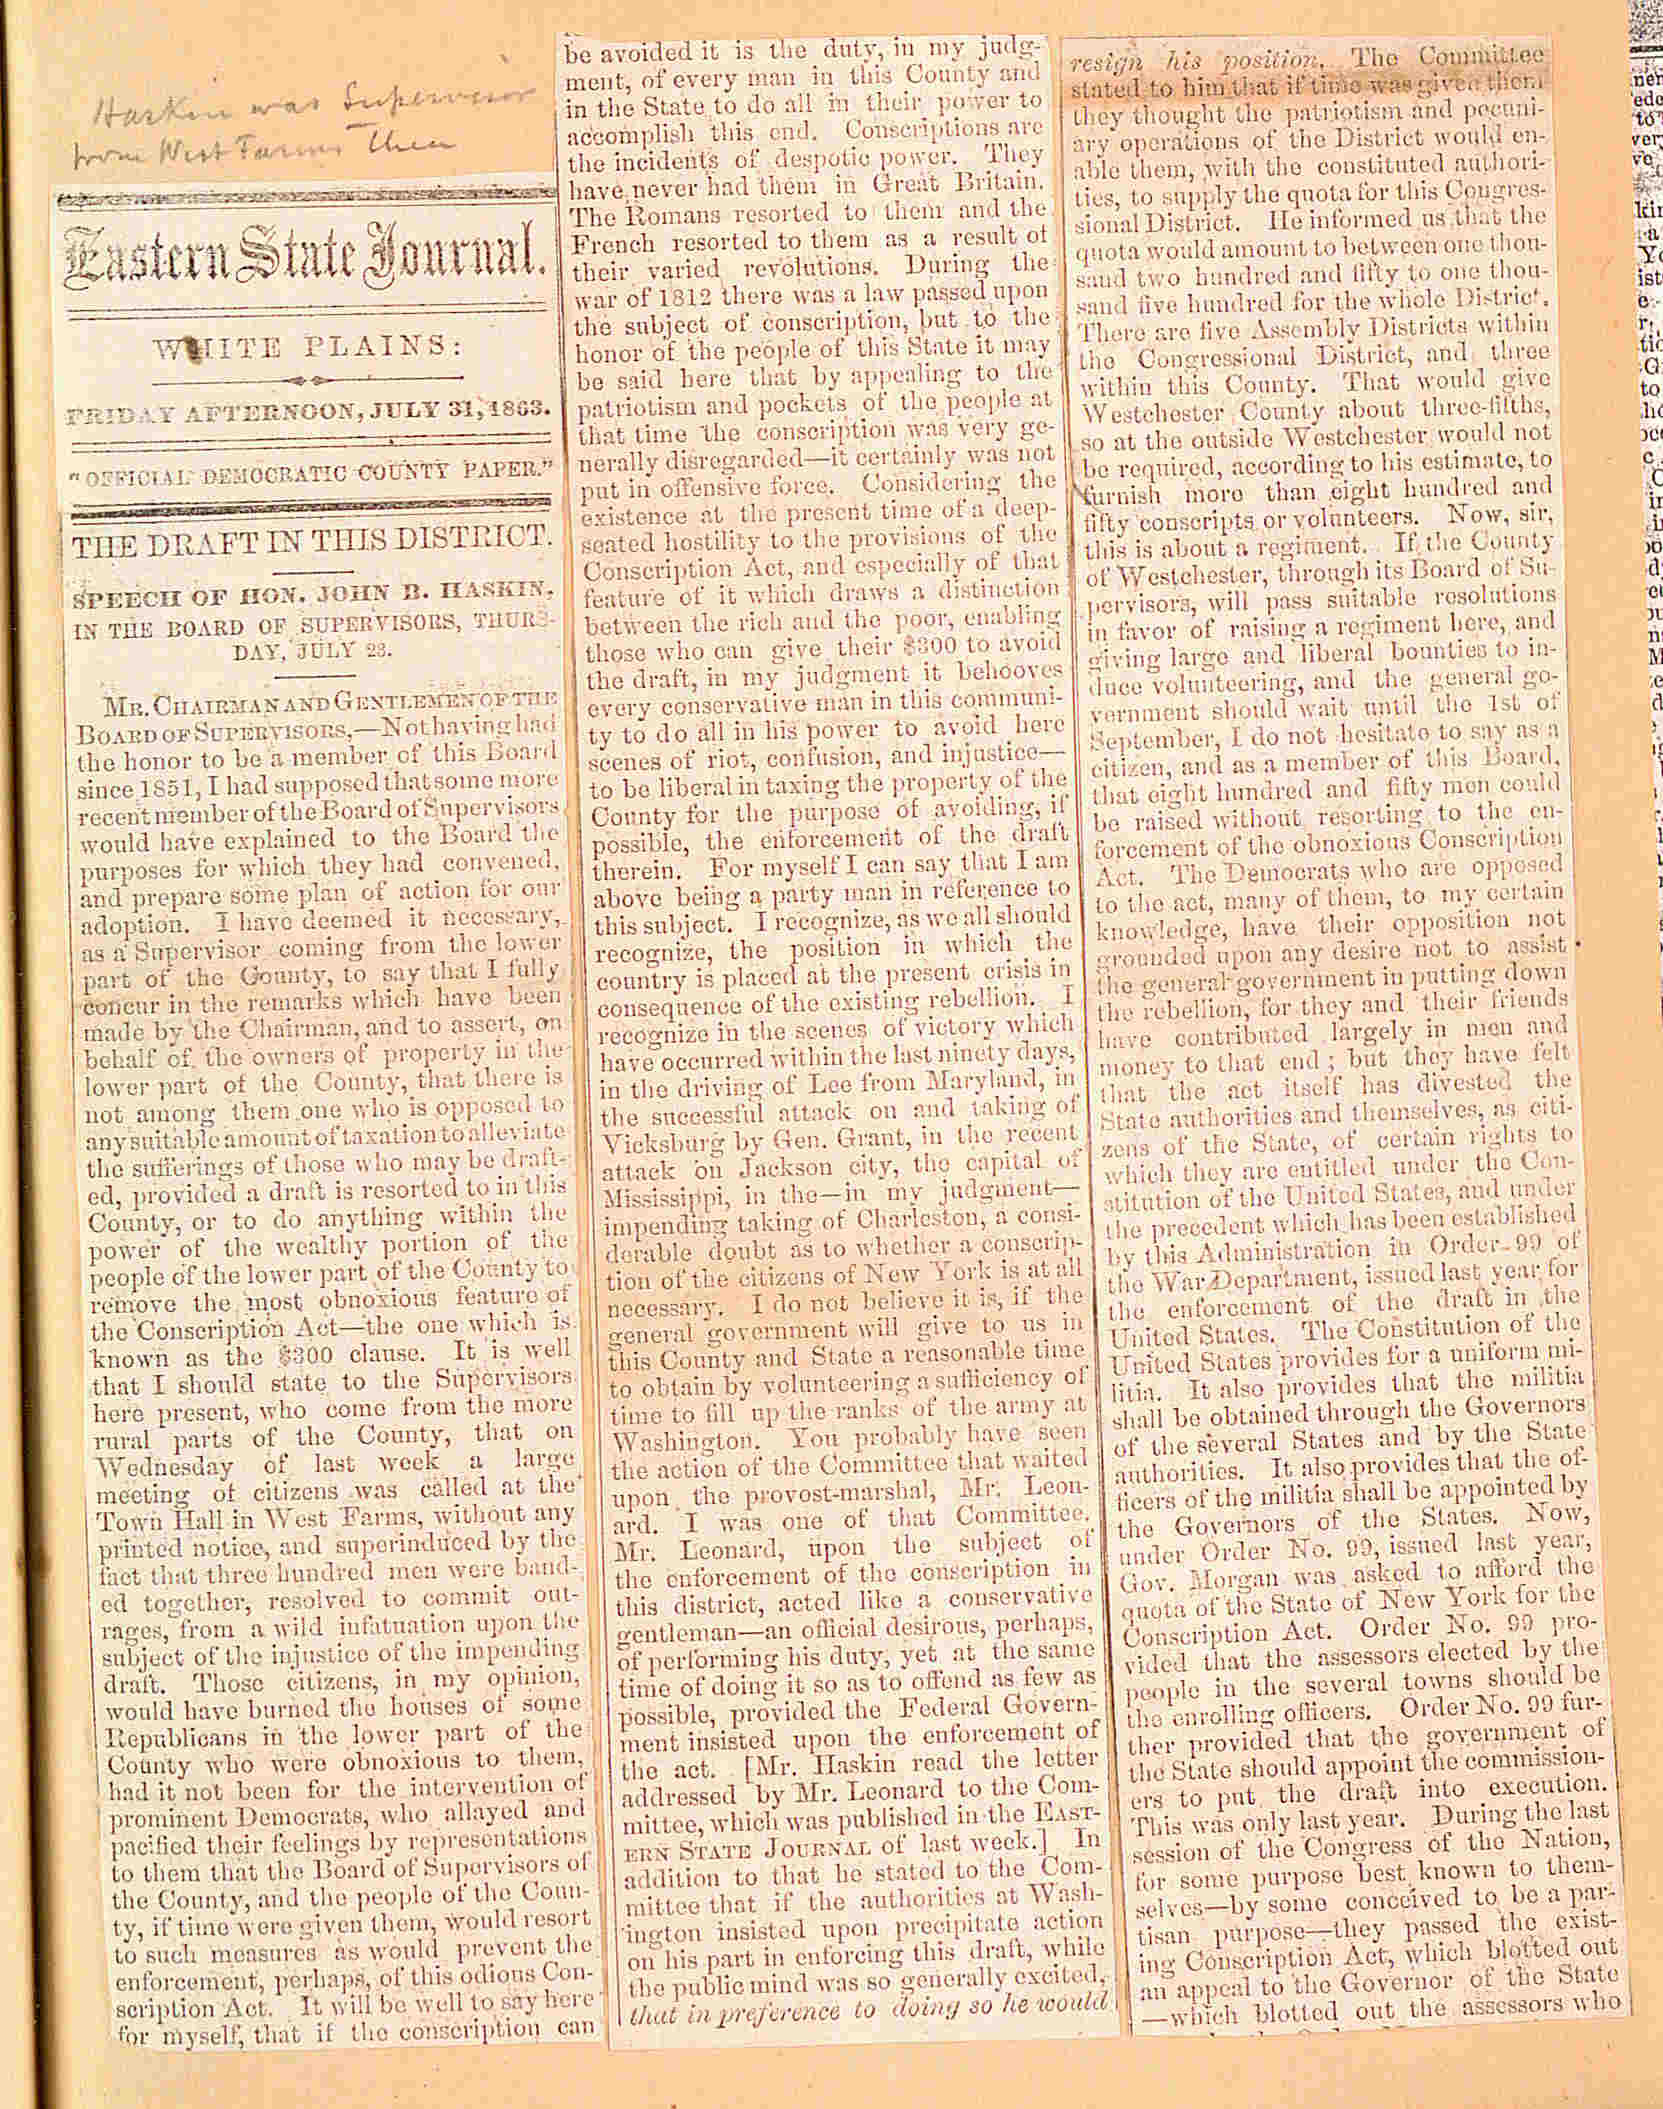 Haskin was Supervisor
from West Farms Then
Eastern State Journal.
WHITE PLAINS:
FRIDAY AFTERNOON, JULY 31, 1863.
"OFFICIAL DEMOCRATIC COUNTY PAPER."
THE DRAFT IN THIS DISTRICT.
SPEECH OF HON. JOHN B. HASKIN,
IN THE BOARD OF SUPERVISORS, THURS-
DAY, JULY 23.
MR. CHAIRMAN AND GENTLEMEN OF THE
BOARD OF SUPERVISORS,—Not having had
the honor to be a member of this Board
since 1851, I had supposed that some more
recent member of the Board of Supervisors
would have explained to the Board the
purposes for which they had convened,
and prepare some plan of action for our
adoption. I have deemed it necessary,
as a Supervisor coming from the lower
part of the County, to say that I fully
concur in the remarks which have been
made by the Chairman, and to assert, on
behalf of the owners of property in the
lower part of the County, that there is
not among them one who is opposed to
any suitable amount of taxation to alleviate
the sufferings of those who may be draft-
ed, provided a draft is resorted to in this
County, or to do anything within the
power of the wealthy portion of the
people of the lower part of the County to
remove the most obnoxious feature of
the Conscription Act—the one which is
known as the $300 clause. It is well
that I should state to the Supervisors
here present, who come from the more
rural parts of the County, that on
Wednesday of last week a large
meeting of citizens was called at the
Town Hall in West Farms, without any
printed notice, and superinduced by the
fact that three hundred men were band-
ed together, resolved to commit out-
rages, from a wild infatuation upon the
subject of the injustice of the impending
draft. Those citizens, in my opinion,
would have burned the houses of some
Republicans in the lower part of the
County who were obnoxious to them,
had it not been for the intervention of
prominent Democrats, who allayed and
pacified their feelings by representations
to them that the Board of Supervisors of
the County, and the people of the Coun-
ty, if time were given them, would resort
to such measures as would prevent the
enforcement, perhaps, of this odious Con-
scription Act. It will be well to say here
for myself, that if the conscription can
be avoided it is the duty, in my judg-
ment, of every man in this County and
in the State to do all in their power to
accomplish this end. Conscriptions are
the incidents of despotic power. They
have never had them in Great Britain.
The Romans resorted to them and the
French resorted to them as a result of
their varied revolutions. During the
war of 1812 there was a law passed upon
the subject of conscription, but to the
honor of the people of this State it may
be said here that by appealing to the
patriotism and pockets of the people at
that time the conscription was very ge-
nerally disregarded—it certainly was not
put in offensive force. Considering the
existence at the present time of a deep-
seated hostility to the provisions of the
Conscription Act, and especially of that
feature of it which draws a distinction
between the rich and the poor, enabling
those who can give their $300 to avoid
the draft, in my judgment it behooves
every conservative man in this communi-
ty to do all in his power to avoid here
scenes of riot, confusion, and injustice—
to be liberal in taxing the property of the
County for the purpose of avoiding, if
possible, the enforcement of the draft
therein. For myself I can say that I am
above being a party man in reference to
this subject. I recognize, as we all should
recognize, the position in which the
country is placed at the present crisis in
consequence of the existing rebellion. I
recognize in the scenes of victory which
have occurred within the last ninety days,
in the driving of Lee from Maryland, in
the successful attack on and taking of
Vicksburg by Gen. Grant, in the recent
attack on Jackson city, the capital of
Mississippi, in the—in my judgment—
impending taking of Charleston, a consi-
derable doubt as to whether a conscrip-
tion of the citizens of New York is at all
necessary. I do not believe it is, if the
general government will give to us in
this County and State a reasonable time
to obtain by volunteering a sufficiency of
time to fill up the ranks of the army at
Washington. You probably have seen
the action of the Committee that waited
upon the provost-marshal, Mr. Leon-
ard. I was one of that Committee.
Mr. Leonard, upon the subject of
the enforcement of the conscription in
this district, acted like a conservative
gentleman—an official desirous, perhaps,
of performing his duty, yet at the same
time of doing it so as to offend as few as
possible, provided the Federal Govern-
ment insisted upon the enforcement of
the act. [Mr. Haskin read the letter
addressed by Mr. Leonard to the Com-
mittee, which was published in the EAST-
ERN STATE JOURNAL of last week.] In
addition to that he stated to the Com-
mittee that if the authorities at Wash-
ington insisted upon precipitate action
on his part in enforcing this draft, while
the public mind was so generally excited,
that in preference to doing so he would
resign his position. The Committee
stated to him that if time was given them
they thought the patriotism and pecuni-
ary operations of the District would en-
able them, with the constituted authori-
ties, to supply the quota for this Congres-
sional District. He informed us that the
quota would amount to between one thou-
sand two hundred and fifty to one thou-
sand five hundred for the whole District.
There are five Assembly Districts within
the Congressional District, and three
within this County. That would give
Westchester County about three-fifths,
so at the outside Westchester would not
be required, according to his estimate, to
furnish more than eight hundred and
fifty conscripts or volunteers. Now, sir,
this is about a regiment. If the County
of Westchester, through its Board of Su-
pervisors, will pass suitable resolutions
in favor of raising a regiment here, and
giving large and liberal bounties to in-
duce volunteering, and the general go-
vernment should wait until the 1st of
September, I do not hesitate to say as a
citizen, and as a member of this Board,
that eight hundred and fifty men could
be raised without resorting to the en-
forcement of the obnoxious Conscription
Act. The Democrats who are opposed
to the act, many of them, to my certain
knowledge, have their opposition not
grounded upon any desire not to assist
the general government in putting down
the rebellion, for they and their friends
have contributed largely in men and
money to that end; but they have felt
that the act itself has divested the
State authorities and themselves, as citi-
zens of the State, of certain rights to
which they are entitled under the Con-
stitution of the United States, and under
the precedent which has been established
by this Administration in Order 99 of
the War Department, issued last year for
the enforcement of the draft in the
United States. The Constitution of the
United States provides for a uniform mi-
litia. It also provides that the militia
shall be obtained through the Governors
of the several States and by the State
authorities. It also provides that the of-
ficers of the militia shall be appointed by
the Governors of the States. Now,
under Order No. 99, issued last year,
Gov. Morgan was asked to afford the
quota of the State of New York for the
Conscription Act. Order No. 99 pro-
vided that the assessors elected by the
people in the several towns should be
the enrolling officers. Order No. 99 fur-
ther provided that the government of
the State should appoint the commission-
ers to put the draft into execution.
This was only last year. During the last
session of the Congress of the Nation,
for some purpose best known to them-
selves—by some conceived to be a par-
tisan purpose—they passed the exist-
ing Conscription Act, which blotted out
an appeal to the Governor of the State
—which blotted out the assessors who